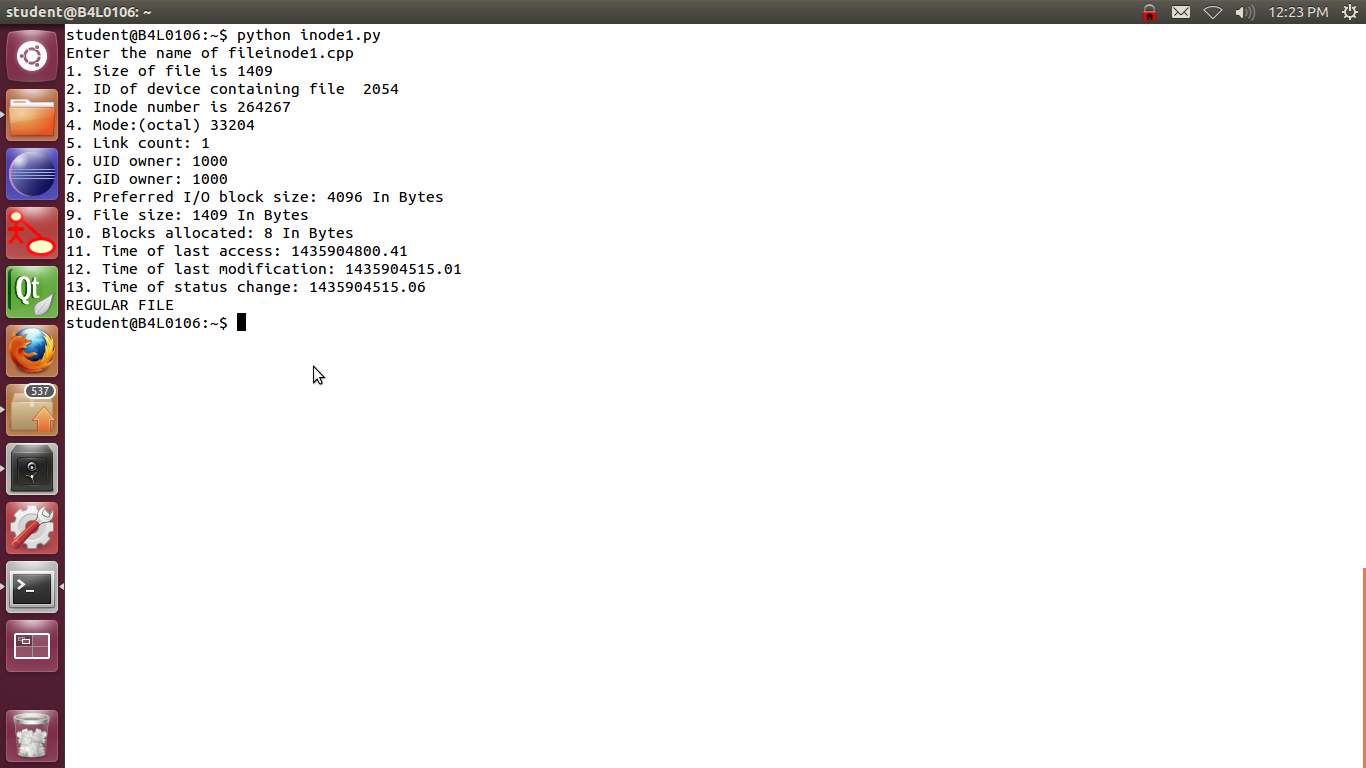 student@B4L0106: ~
12:23 PM
student@B4L0106:~$ python inode1.py
Enter the name of fileinode1.cpp
1. Size of file is 1409
2. ID of device containing file  2054
3. Inode number is 264267
4. Mode:(octal) 33204
5. Link count: 1
6. UID owner: 1000
7. GID owner: 1000
8. Preferred I/O block size: 4096 In Bytes
9. File size: 1409 In Bytes
10. Blocks allocated: 8 In Bytes
11. Time of last access: 1435904800.41
12. Time of last modification: 1435904515.01
13. Time of status change: 1435904515.06
REGULAR FILE
student@B4L0106:~$
Qt
537
>_